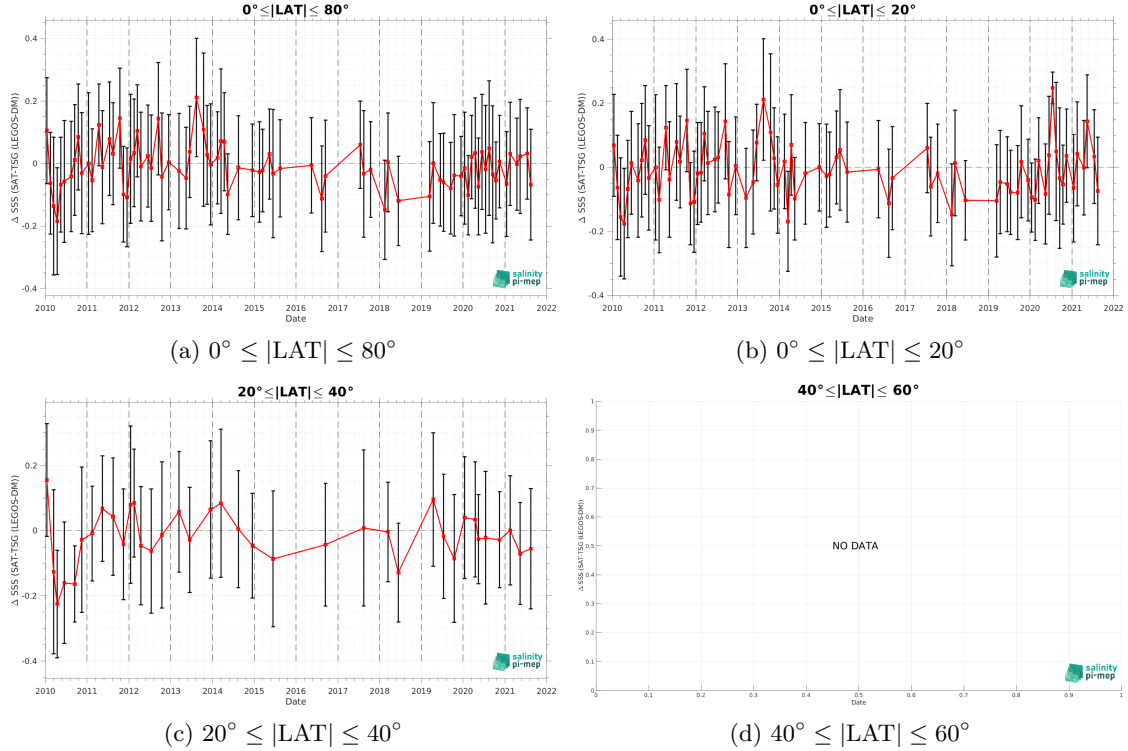 0°≤|LAT|≤ 80°
Δ SSS (SAT-TSG (LEGOS-DM))
0.4
0.2
0
-0.2
-0.4
2010 2011 2012 2013 2014 2015 2016 2017 2018 2019 2020 2021 2022
Date
salinity
pi-mep
(a) 0° ≤ |LAT| ≤ 80°
0°≤|LAT|≤ 20°
Δ SSS (SAT-TSG (LEGOS-DM))
0.4
0.2
0
-0.2
-0.4
2010 2011 2012 2013 2014 2015 2016 2017 2018 2019 2020 2021 2022
Date
salinity
pi-mep
(b) 0° ≤ |LAT| ≤ 20°
20°≤|LAT|≤ 40°
Δ SSS (SAT-TSG (LEGOS-DM))
0.2
0
-0.2
-0.4
2010 2011 2012 2013 2014 2015 2016 2017 2018 2019 2020 2021 2022
Date
salinity
pi-mep
(c) 20° ≤ |LAT| ≤ 40°
40°≤|LAT|≤ 60°
Δ SSS (SAT-TSG (LEGOS-DM))
1
0.9
0.8
0.7
0.6
0.5
0.4
0.3
0.2
0.1
0
NO DATA
0 0.1 0.2 0.3 0.4 0.5 0.6 0.7 0.8 0.9 1
Date
salinity
pi-mep
(d) 40° ≤ |LAT| ≤ 60°